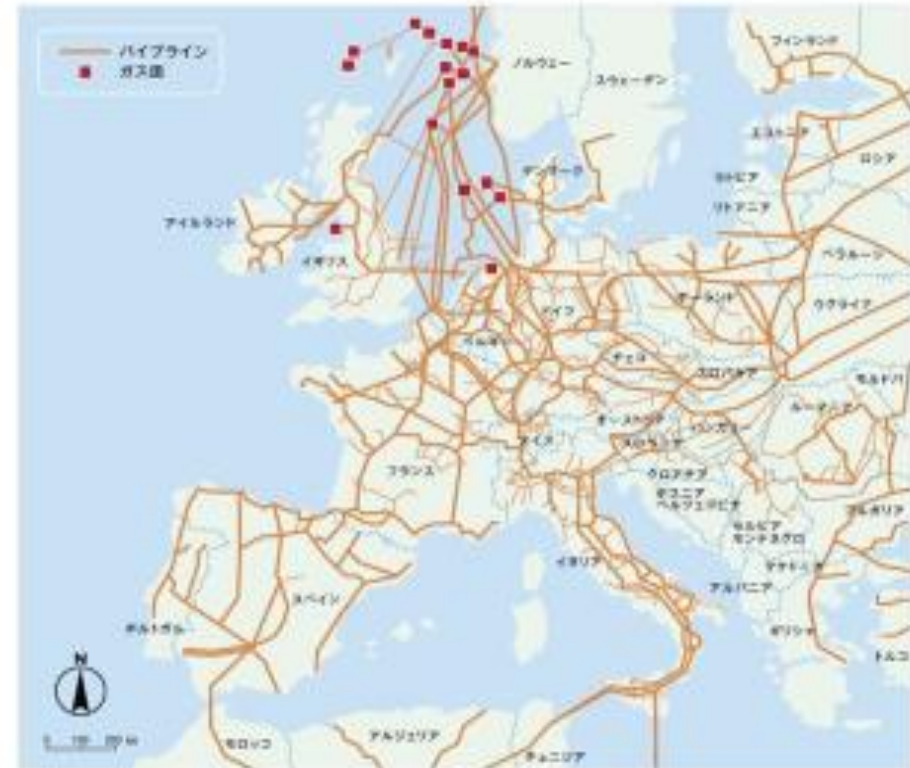 パイプライン
ガス田
フィンランド
ノルウェー
スウェーデン
エストニア
ロシア
デンマーク
ラトビア
リトアニア
アイルランド
イギリス
ベラルーシ
ポーランド
ウクライナ
ドイツ
ベルギー
チェコ
スロバキア
モルドバ
ルーマニア
オーストリア
ハンガリー
スイス
スロベニア
フランス
クロアチア
ボスニア
ヘルツェゴビナ
ブルガリア
セルビア
モンテネグロ
イタリア
マケドニア
アルバニア
スペイン
ポルトガル
ギリシャ
トルコ
N
0
モロッコ
アルジェリア
チュニジア